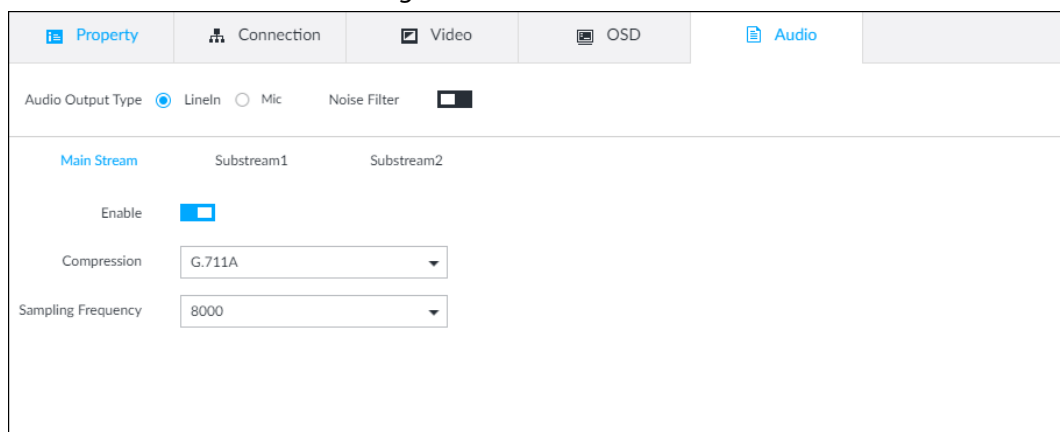 Property Connection Video OSD Audio
Audio Output Type LineIn Mic Noise Filter
Main Stream Substream1 Substream2
Enable
Compression G.711A
Sampling Frequency 8000